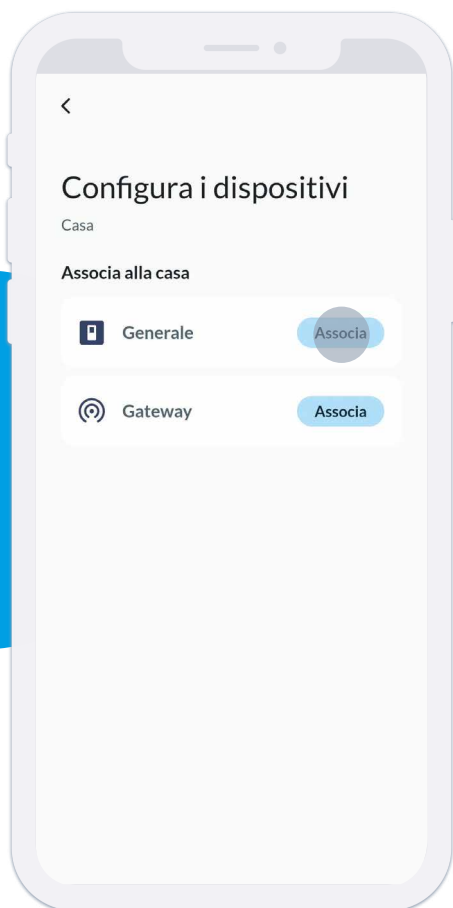 Configura i dispositivi
Casa
Associa alla casa
Generale Associa
Gateway Associa